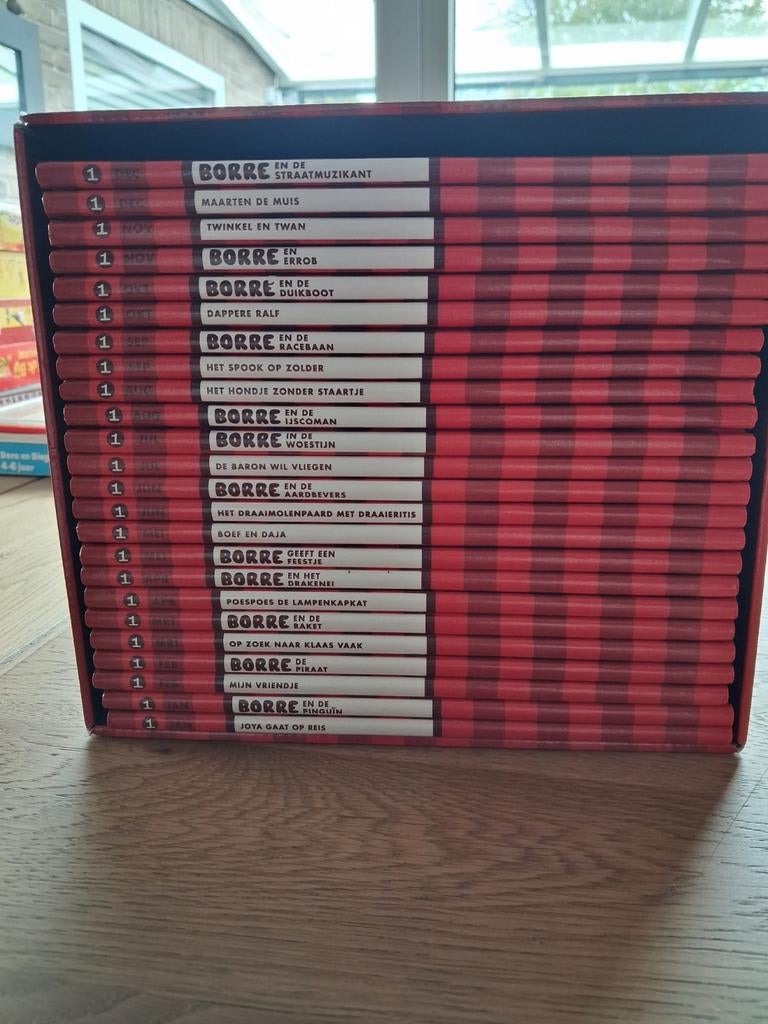 1 DEC BORRE EN DE STRAATMUZIKANT
1 DEC MAARTEN DE MUIS
1 NOV TWINKEL EN TWAN
1 NOV BORRE EN ERROB
1 OKT BORRE EN DE DUIKBOOT
1 OKT DAPPERE RALF
1 SEP BORRE EN DE RACEBAAN
1 SEP HET SPOOK OP ZOLDER
1 AUG HET HONDJE ZONDER STAARTJE
1 AUG BORRE EN DE IJSCOMAN
1 JUL BORRE IN DE WOESTIJN
1 JUL DE BARON WIL VLIEGEN
1 JUN BORRE EN DE AARDBEVERS
1 JUN HET DRAAIMOLENPAARD MET DRAAIERITIS
1 MEI BOEF EN DAJA
1 MEI BORRE GEEFT EEN FEESTJE
1 APR BORRE EN HET DRAKENEI
1 APR POESPOES DE LAMPENKAPKAT
1 MRT BORRE EN DE RAKET
1 MRT OP ZOEK NAAR KLAAS VAAK
1 FEB BORRE DE PIRAAT
1 FEB MIJN VRIENDJE
1 JAN BORRE EN DE PINGUÏN
1 JAN JOYA GAAT OP REIS
4-6 jaar